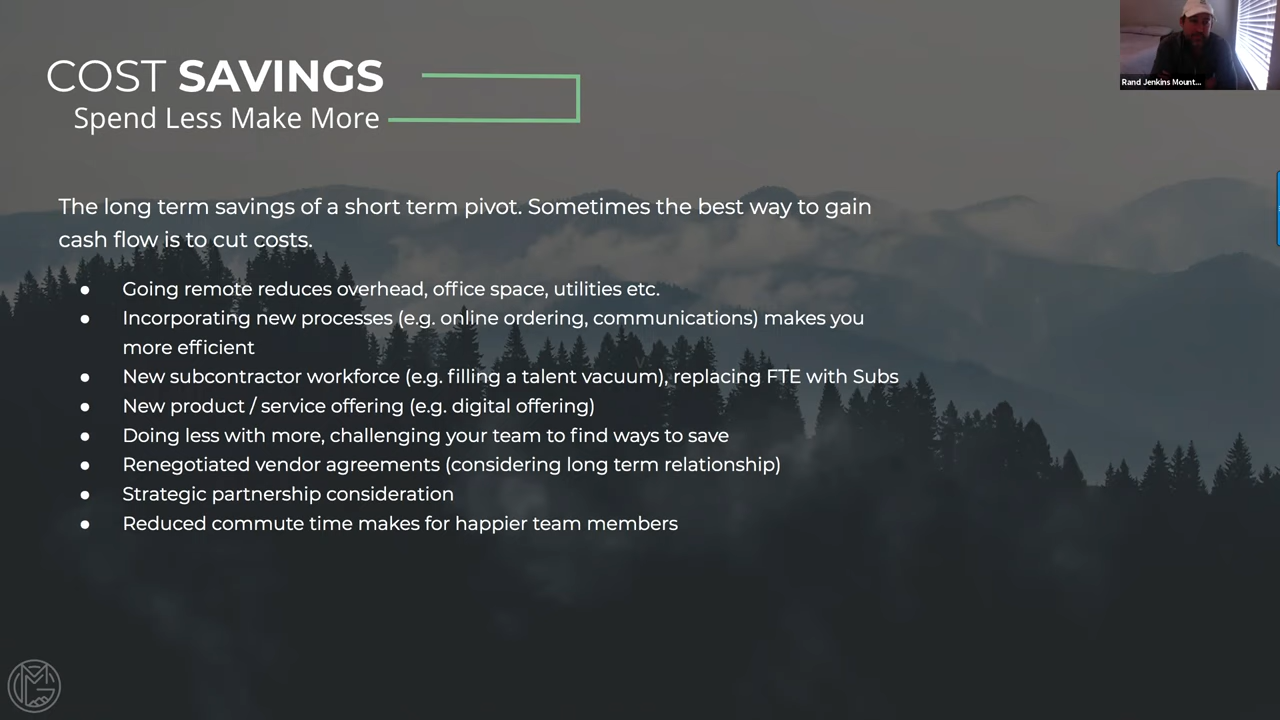 COST SAVINGS
Spend Less Make More
Rand Jenkins Mount...
The long term savings of a short term pivot. Sometimes the best way to gain
cash flow is to cut costs.
● Going remote reduces overhead, office space, utilities etc.
● Incorporating new processes (e.g. online ordering, communications) makes you
more efficient
● New subcontractor workforce (e.g. filling a talent vacuum), replacing FTE with Subs
● New product / service offering (e.g. digital offering)
● Doing less with more, challenging your team to find ways to save
● Renegotiated vendor agreements (considering long term relationship)
● Strategic partnership consideration
● Reduced commute time makes for happier team members